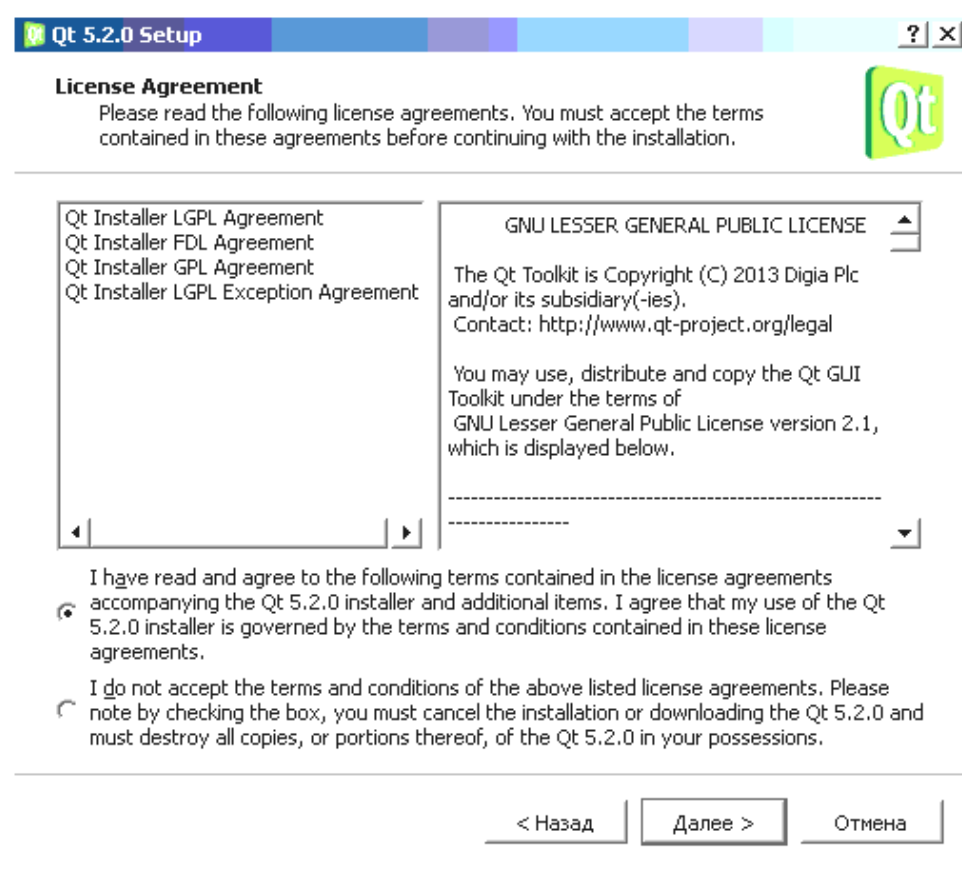 Qt 5.2.0 Setup
License Agreement
Please read the following license agreements. You must accept the terms
contained in these agreements before continuing with the installation.
Qt
Qt Installer LGPL Agreement
Qt Installer FDL Agreement
Qt Installer GPL Agreement
Qt Installer LGPL Exception Agreement
GNU LESSER GENERAL PUBLIC LICENSE
The Qt Toolkit is Copyright (C) 2013 Digia Plc
and/or its subsidiary(-ies).
Contact: http://www.qt-project.org/legal
You may use, distribute and copy the Qt GUI
Toolkit under the terms of
GNU Lesser General Public License version 2.1,
which is displayed below.
-------------------------------------------------------
----------------
I have read and agree to the following terms contained in the license agreements
accompanying the Qt 5.2.0 installer and additional items. I agree that my use of the Qt
5.2.0 installer is governed by the terms and conditions contained in these license
agreements.
I do not accept the terms and conditions of the above listed license agreements. Please
note by checking the box, you must cancel the installation or downloading the Qt 5.2.0 and
must destroy all copies, or portions thereof, of the Qt 5.2.0 in your possessions.
< Назад
Далее >
Отмена